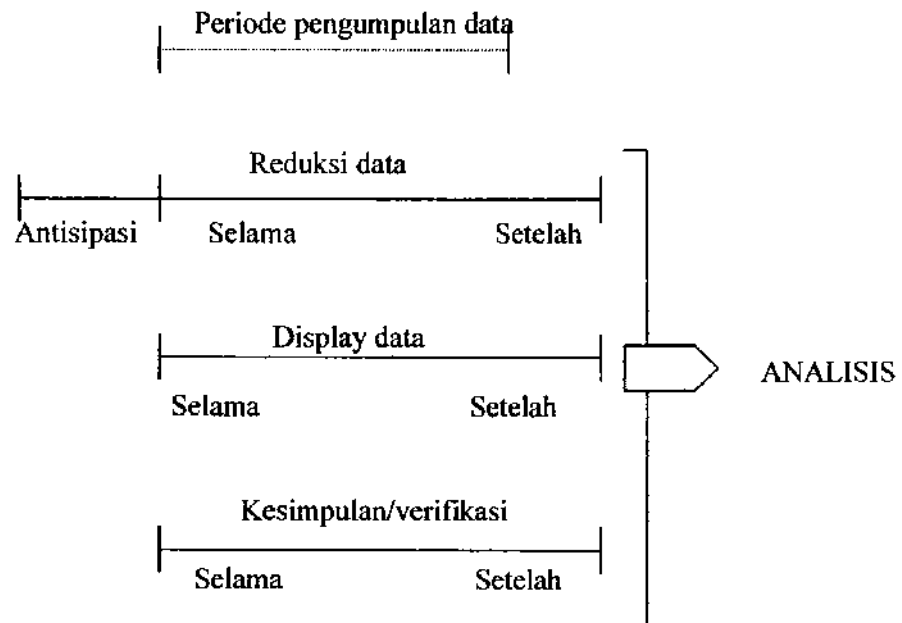 Periode pengumpulan data
Reduksi data
Antisipasi Selama Setelah
Display data
Selama Setelah
ANALISIS
Kesimpulan/verifikasi
Selama Setelah